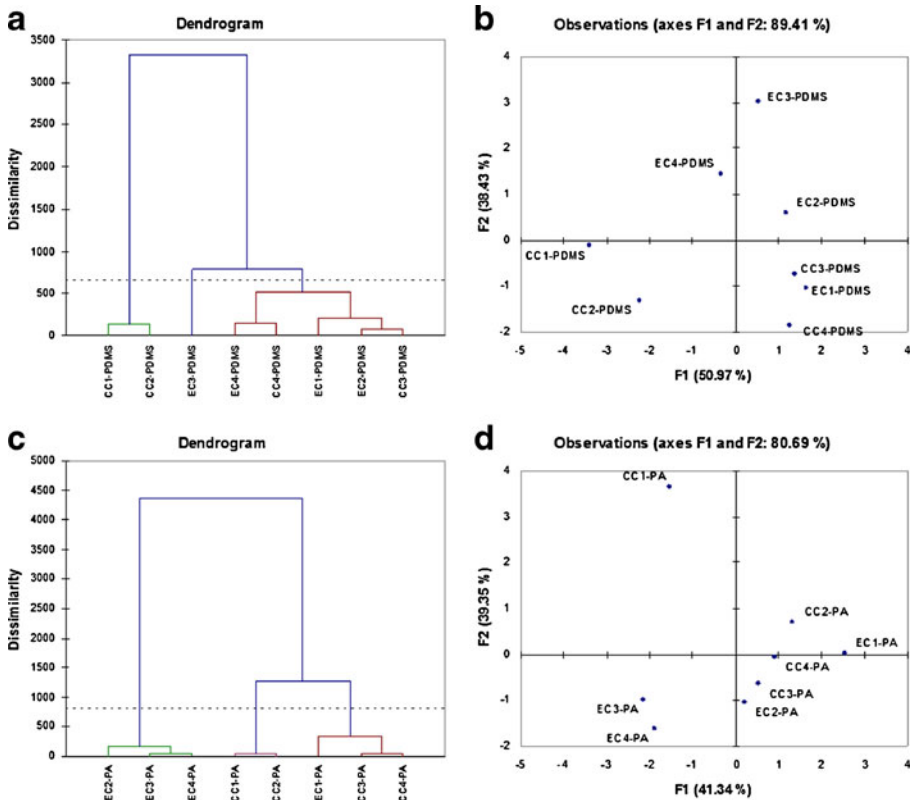 a
Dendrogram
3500
3000
2500
2000
1500
1000
500
0
Dissimilarity
CC1-PDMS
CC2-PDMS
EC3-PDMS
EC4-PDMS
CC4-PDMS
EC1-PDMS
EC2-PDMS
CC3-PDMS
b
Observations (axes F1 and F2: 89.41 %)
4
3
2
1
0
-1
-2
F2 (38.43 %)
EC3-PDMS
EC4-PDMS
EC2-PDMS
CC1-PDMS
CC3-PDMS
EC1-PDMS
CC2-PDMS
CC4-PDMS
-5 -4 -3 -2 -1 0 1 2 3 4
F1 (50.97 %)
c
Dendrogram
5000
4500
4000
3500
3000
2500
2000
1500
1000
500
0
Dissimilarity
EC2-PA
EC3-PA
EC4-PA
CC1-PA
CC2-PA
EC1-PA
CC3-PA
CC4-PA
d
Observations (axes F1 and F2: 80.69 %)
4
3
2
1
0
-1
-2
F2 (39.35 %)
CC1-PA
CC2-PA
EC1-PA
CC4-PA
CC3-PA
EC3-PA
EC2-PA
EC4-PA
-5 -4 -3 -2 -1 0 1 2 3 4
F1 (41.34 %)